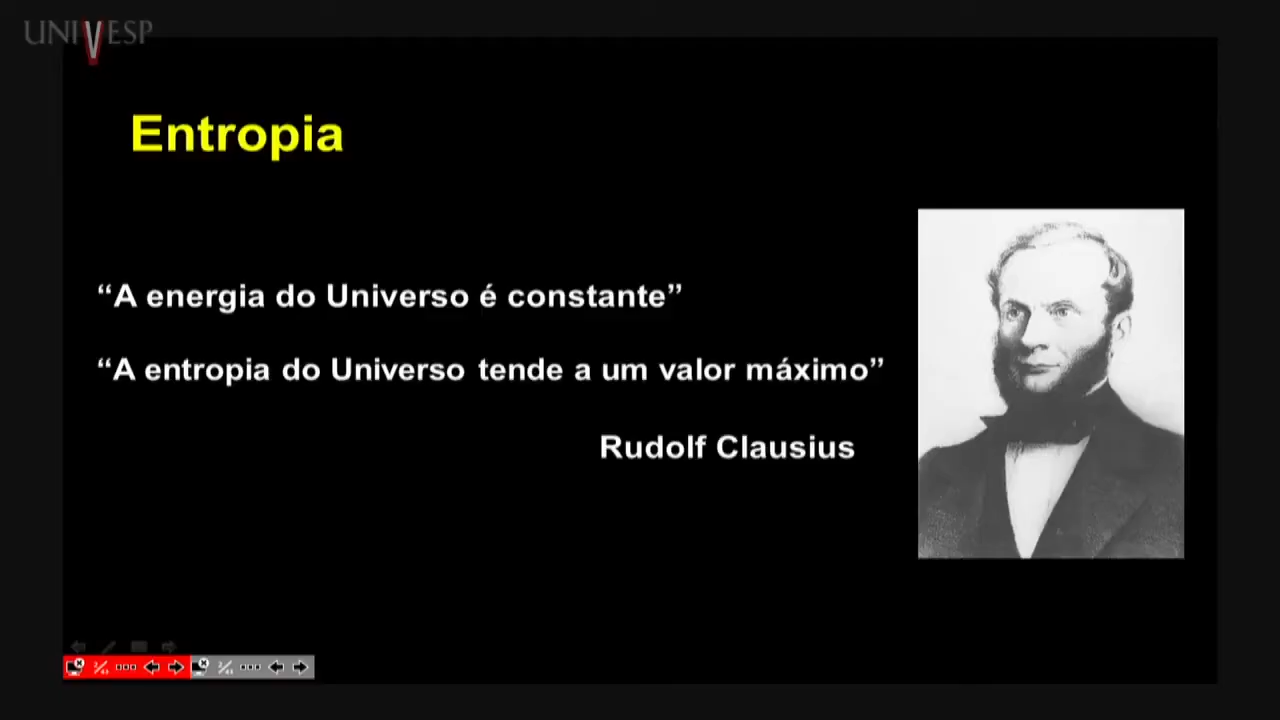 UNIVESP
Entropia
“A energia do Universo é constante”
“A entropia do Universo tende a um valor máximo”
Rudolf Clausius